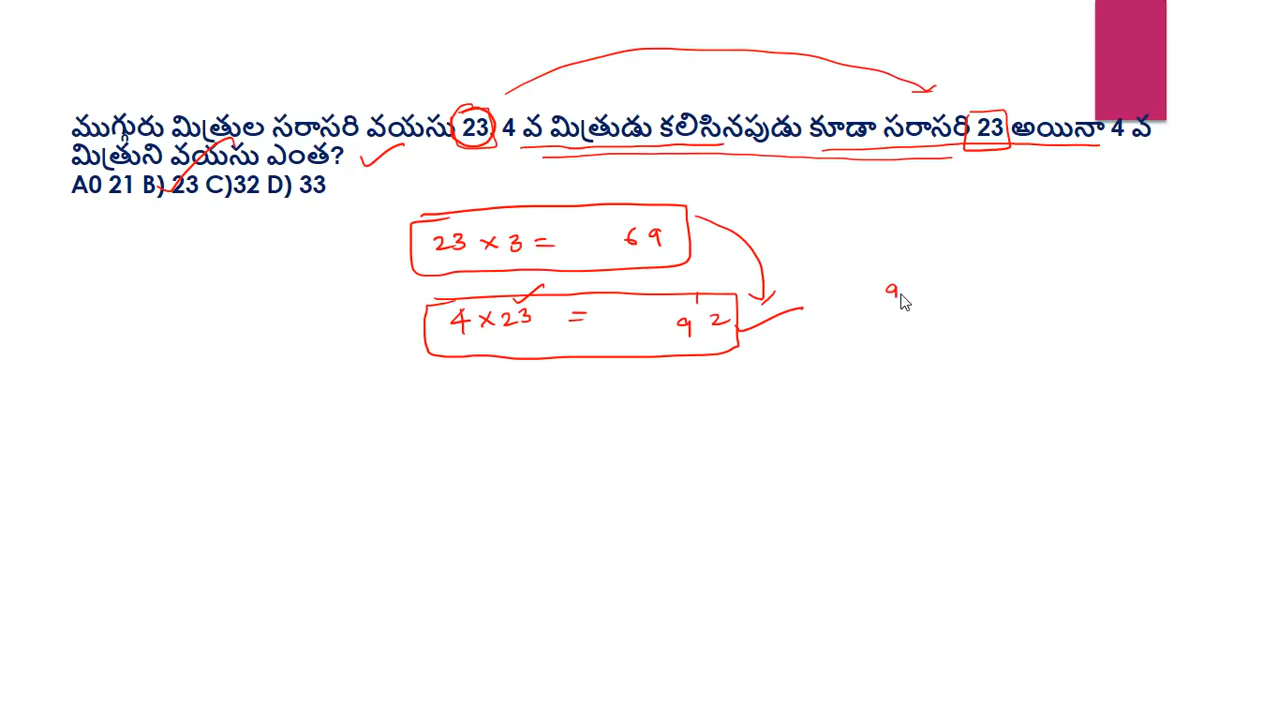 ముగ్గురు మిత్రుల సరాసరి వయసు 23, 4 వ మిత్రుడు కలిసినపుడు కూడా సరాసరి 23 అయినా 4 వ
మిత్రుని వయసు ఎంత?
A0 21 B) 23 C)32 D) 33
23 × 3 = 69
4 × 23 = 92
9